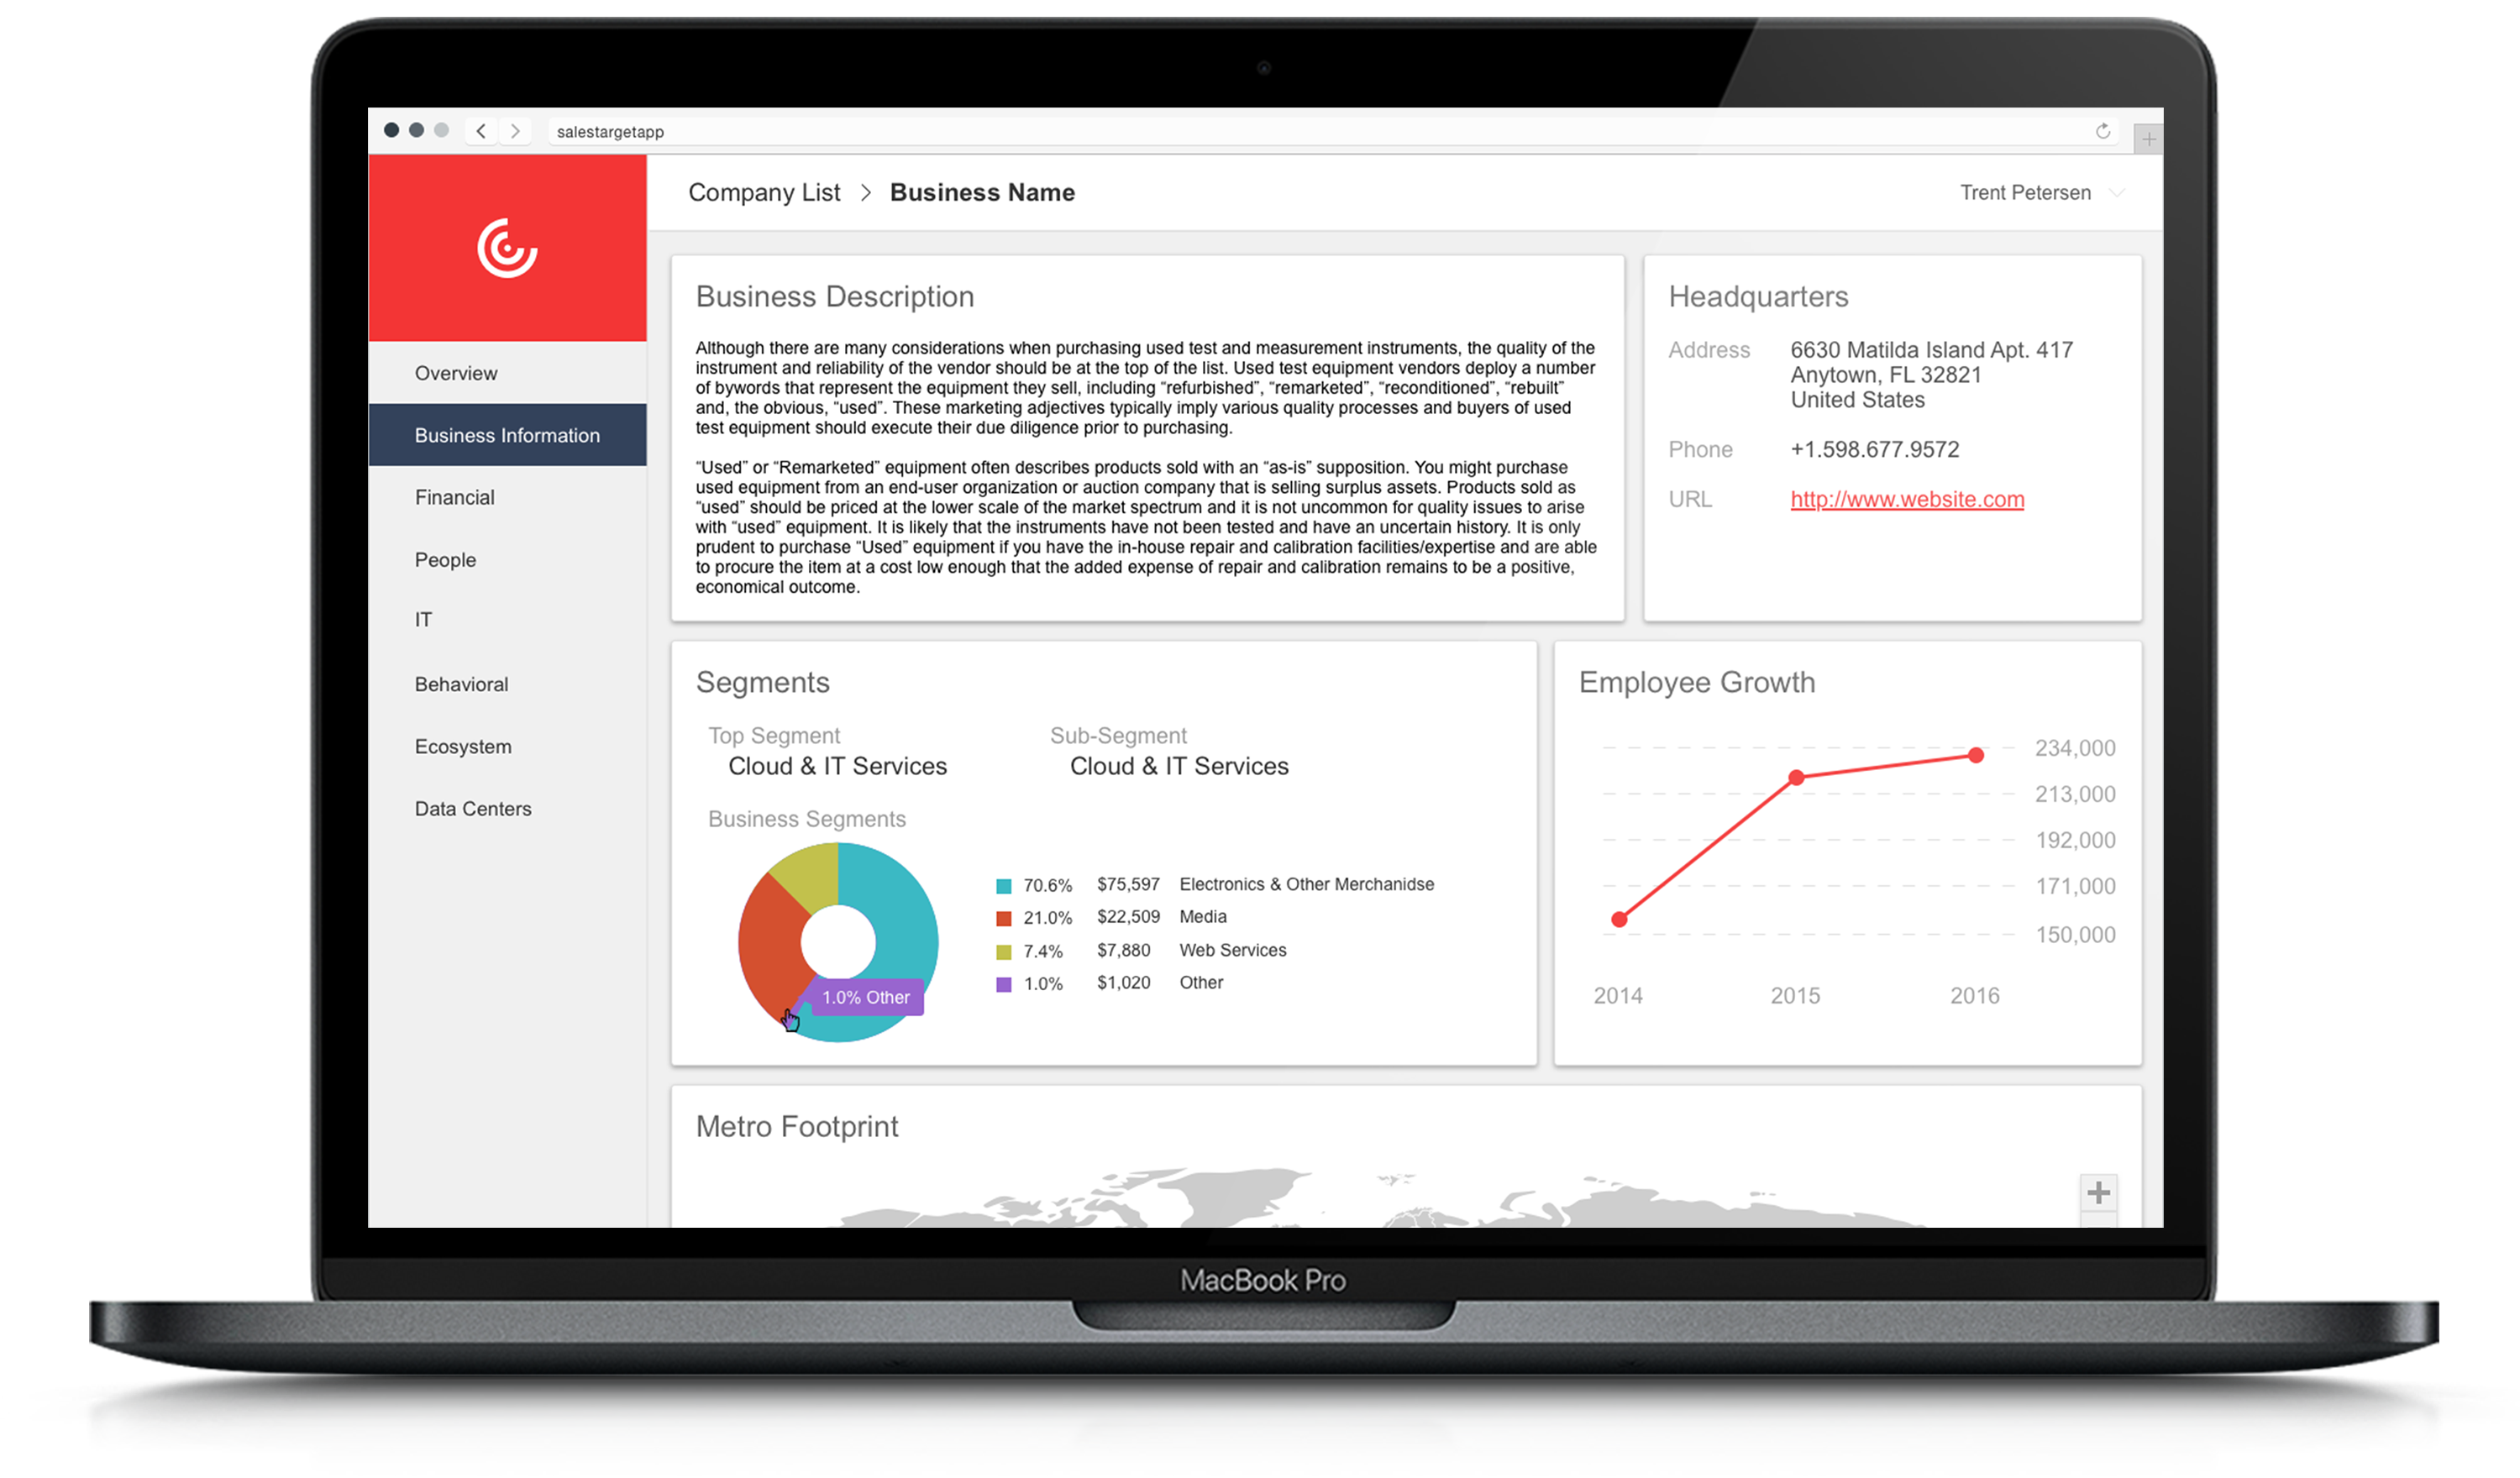 salestargetapp
Company List > Business Name
Trent Petersen
Overview
Business Information
Financial
People
IT
Behavioral
Ecosystem
Data Centers
Business Description
Although there are many considerations when purchasing used test and measurement instruments, the quality of the
instrument and reliability of the vendor should be at the top of the list. Used test equipment vendors deploy a number
of bywords that represent the equipment they sell, including “refurbished”, “remarketed”, “reconditioned”, “rebuilt”
and, the obvious, “used”. These marketing adjectives typically imply various quality processes and buyers of used
test equipment should execute their due diligence prior to purchasing.
“Used” or “Remarketed” equipment often describes products sold with an “as-is” supposition. You might purchase
used equipment from an end-user organization or auction company that is selling surplus assets. Products sold as
“used” should be priced at the lower scale of the market spectrum and it is not uncommon for quality issues to arise
with “used” equipment. It is likely that the instruments have not been tested and have an uncertain history. It is only
prudent to purchase “Used” equipment if you have the in-house repair and calibration facilities/expertise and are able
to procure the item at a cost low enough that the added expense of repair and calibration remains to be a positive,
economical outcome.
Headquarters
Address 6630 Matilda Island Apt. 417
Anytown, FL 32821
United States
Phone +1.598.677.9572
URL http://www.website.com
Segments
Top Segment Sub-Segment
Cloud & IT Services Cloud & IT Services
Business Segments
70.6% $75,597 Electronics & Other Merchanidse
21.0% $22,509 Media
7.4% $7,880 Web Services
1.0% $1,020 Other
1.0% Other
Employee Growth
234,000
213,000
192,000
171,000
150,000
2014 2015 2016
Metro Footprint
MacBook Pro